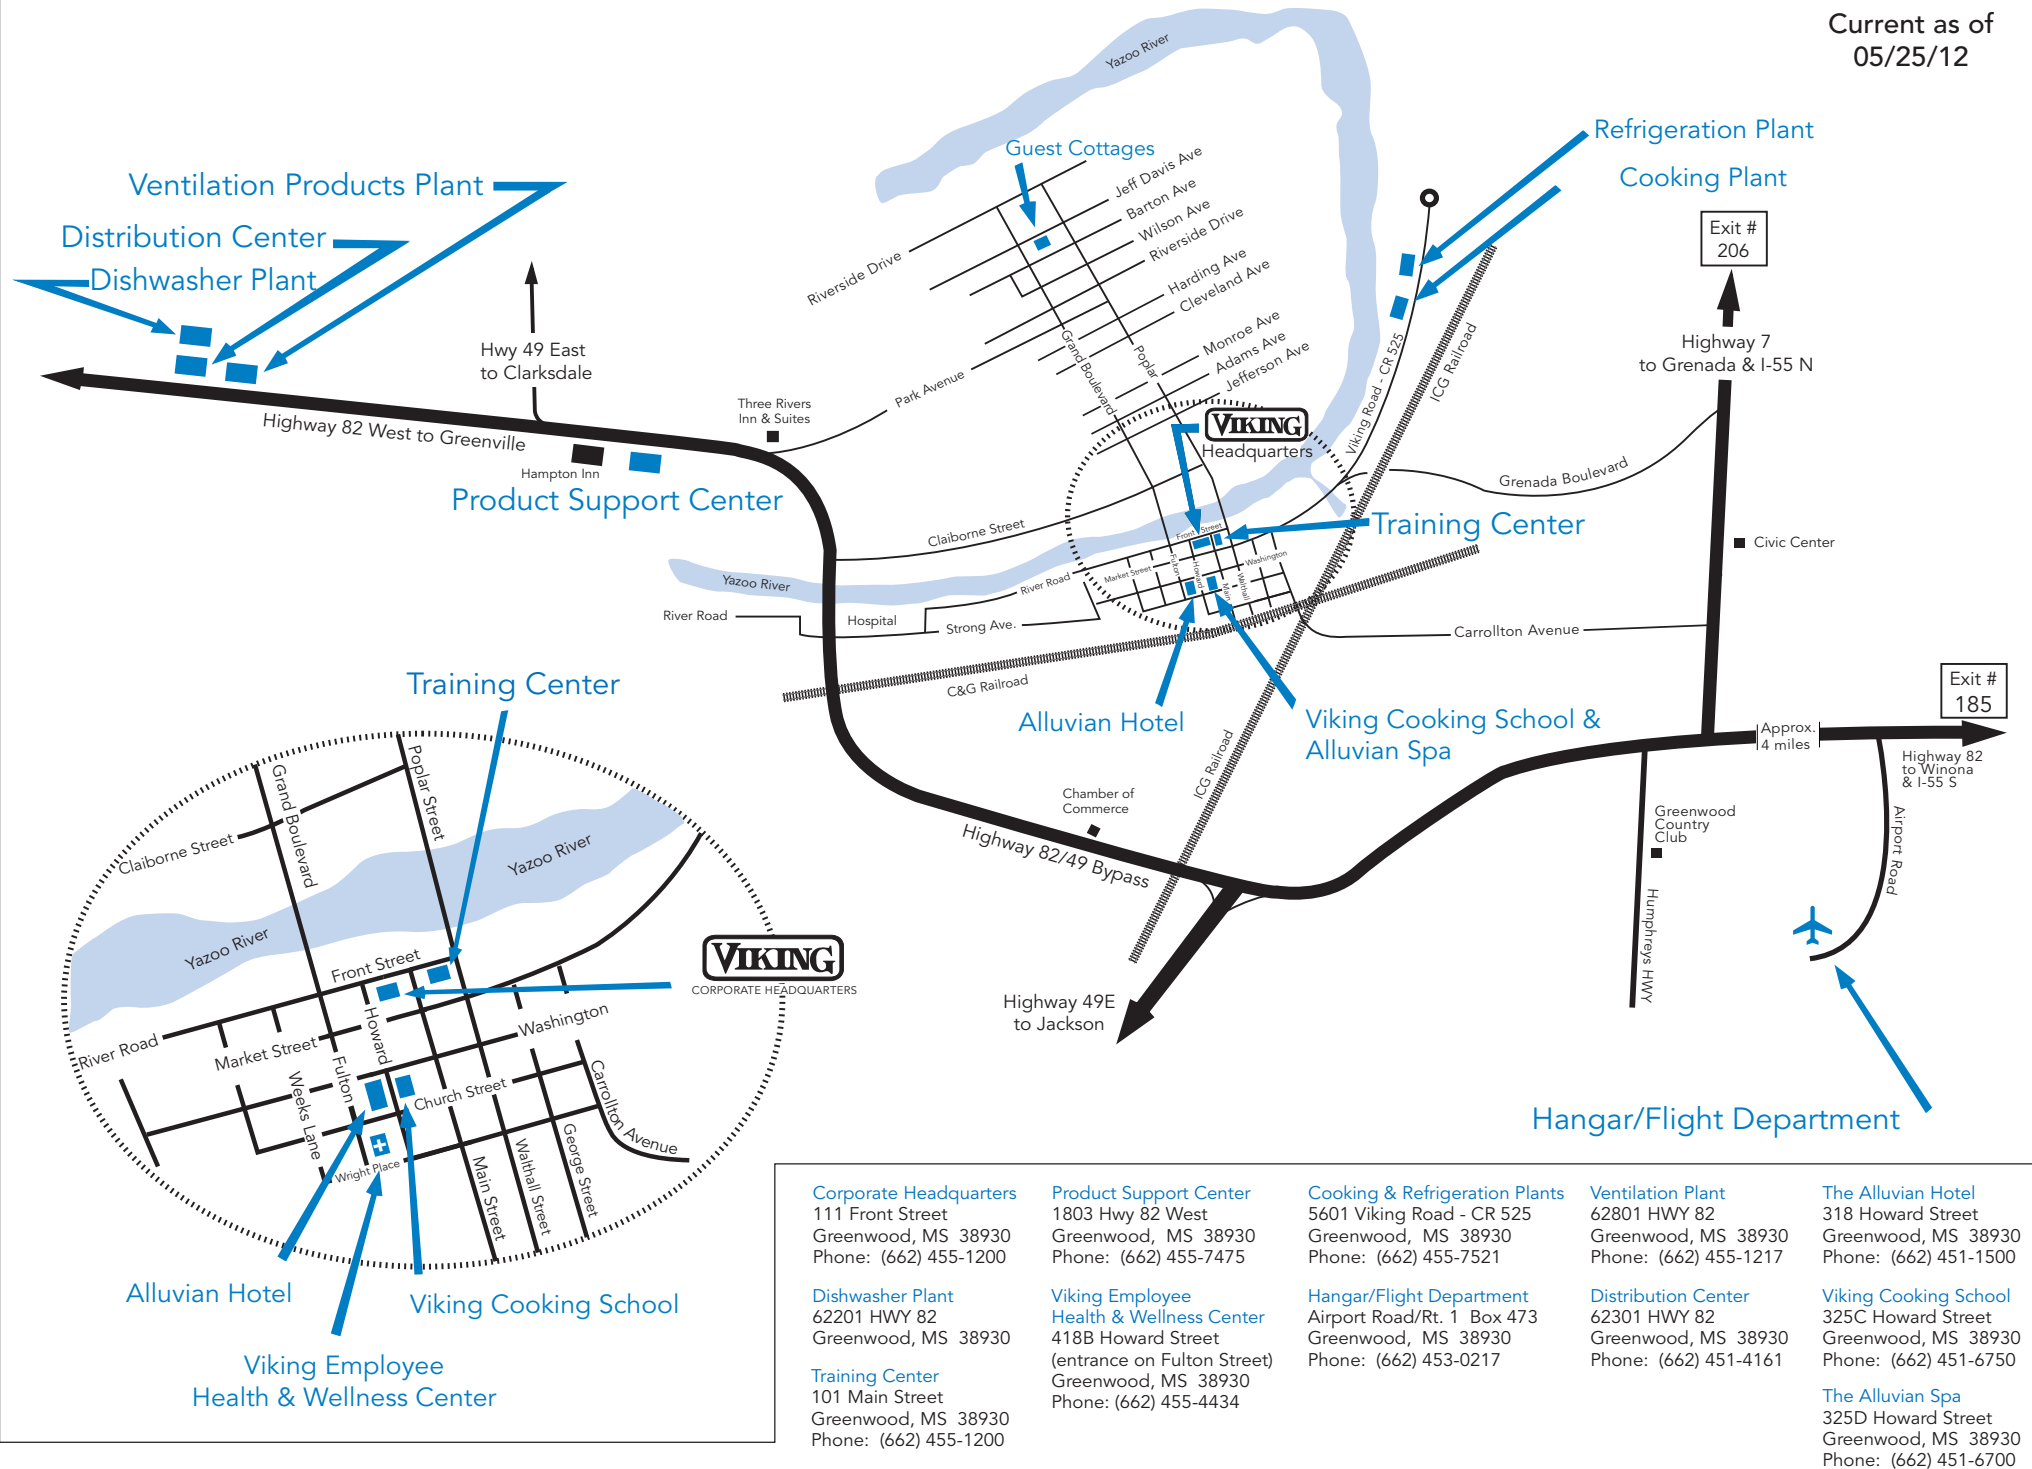 Current as of
05/25/12
Yazoo River
Refrigeration Plant
Cooking Plant
Guest Cottages
Jeff Davis Ave
Barton Ave
Wilson Ave
Riverside Drive
Harding Ave
Cleveland Ave
Monroe Ave
Adams Ave
Jefferson Ave
Riverside Drive
Park Avenue
Grand Boulevard
Poplar
Ventilation Products Plant
Distribution Center
Dishwasher Plant
Hwy 49 East
to Clarksdale
Exit #
206
Highway 7
to Grenada & I-55 N
Viking Road - CR 525
ICG Railroad
Three Rivers
Inn & Suites
Highway 82 West to Greenville
Hampton Inn
Product Support Center
VIKING
Headquarters
Grenada Boulevard
Training Center
Claiborne Street
Front Street
Civic Center
Yazoo River
River Road
Market Street
Fulton
Howard
Main
Walthall
Washington
River Road
Hospital
Strong Ave.
Carrollton Avenue
C&G Railroad
Alluvian Hotel
Viking Cooking School &
Alluvian Spa
Exit #
185
Approx.
4 miles
Highway 82
to Winona
& I-55 S
ICG Railroad
Chamber of
Commerce
Highway 82/49 Bypass
Greenwood
Country
Club
Airport Road
Humphreys HWY
Highway 49E
to Jackson
Hangar/Flight Department
Training Center
Poplar Street
Grand Boulevard
Claiborne Street
Yazoo River
Yazoo River
VIKING
CORPORATE HEADQUARTERS
Front Street
River Road
Market Street
Howard
Washington
Fulton
Weeks Lane
Church Street
Carrollton Avenue
Wright Place
Main Street
Walthall Street
George Street
Alluvian Hotel
Viking Cooking School
Viking Employee
Health & Wellness Center
Corporate Headquarters
111 Front Street
Greenwood, MS 38930
Phone: (662) 455-1200
Dishwasher Plant
62201 HWY 82
Greenwood, MS 38930
Training Center
101 Main Street
Greenwood, MS 38930
Phone: (662) 455-1200
Product Support Center
1803 Hwy 82 West
Greenwood, MS 38930
Phone: (662) 455-7475
Viking Employee
Health & Wellness Center
418B Howard Street
(entrance on Fulton Street)
Greenwood, MS 38930
Phone: (662) 455-4434
Cooking & Refrigeration Plants
5601 Viking Road - CR 525
Greenwood, MS 38930
Phone: (662) 455-7521
Hangar/Flight Department
Airport Road/Rt. 1 Box 473
Greenwood, MS 38930
Phone: (662) 453-0217
Ventilation Plant
62801 HWY 82
Greenwood, MS 38930
Phone: (662) 455-1217
Distribution Center
62301 HWY 82
Greenwood, MS 38930
Phone: (662) 451-4161
The Alluvian Hotel
318 Howard Street
Greenwood, MS 38930
Phone: (662) 451-1500
Viking Cooking School
325C Howard Street
Greenwood, MS 38930
Phone: (662) 451-6750
The Alluvian Spa
325D Howard Street
Greenwood, MS 38930
Phone: (662) 451-6700